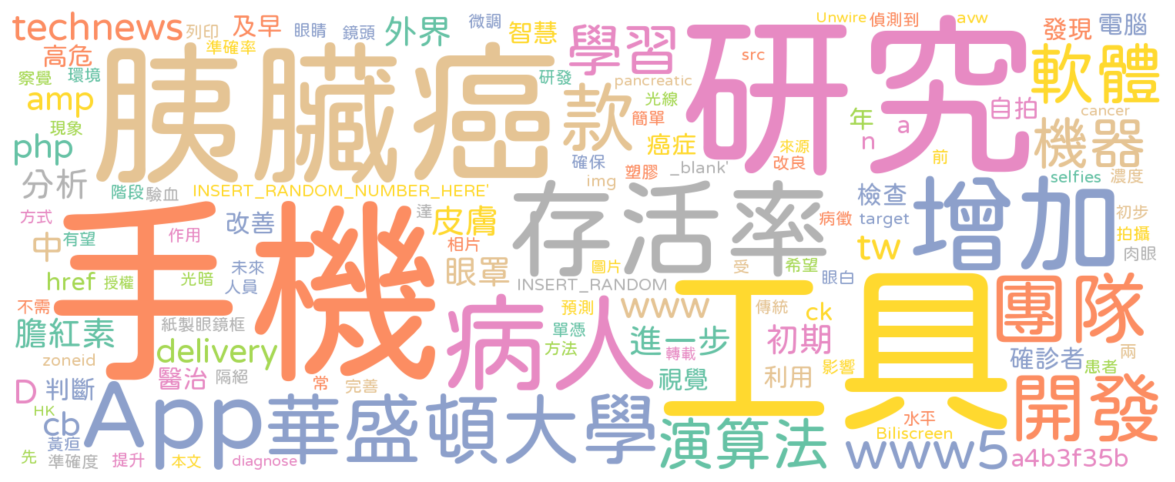 technews 列印 及早 眼睛 鏡頭 外界 微調 智慧 學習 研究 Unwire 偵測到 avw 發現 電腦
高危 準確率 src 軟體
察覺 環境 胰臟癌 研發 pancreatic 款 光線 簡單 年 自拍 cancer
amp 現象 癌症 來源 n a 機器
php 確保 _blank' 改良 前
分析 階段 驗血 INSERT_RANDOM_NUMBER_HERE' img 塑膠 存活率 檢查 selfies 濃度
方式 手機 改善 達 皮膚 病徵 target 增加 初步
中 有望 作用 相片 tw 拍攝
href 授權 光暗 未來 人員 眼罩 圖片 INSERT_RANDOM 受 希望 眼白 肉眼
不需 病人 預測 www 傳統 ck 工具 團隊
膽紅素 紙製眼鏡框 單憑 進一步 初期
zoneid delivery 方法 轉載 影響 確診者 兩
D 判斷 醫治 隔絕 常 完善 視覺 利用 患者
HK cb App 華盛頓大學 演算法 水平 開發
黃疸 Biliscreen
先 準確度 提升 本文 diagnose www5 a4b3f35b